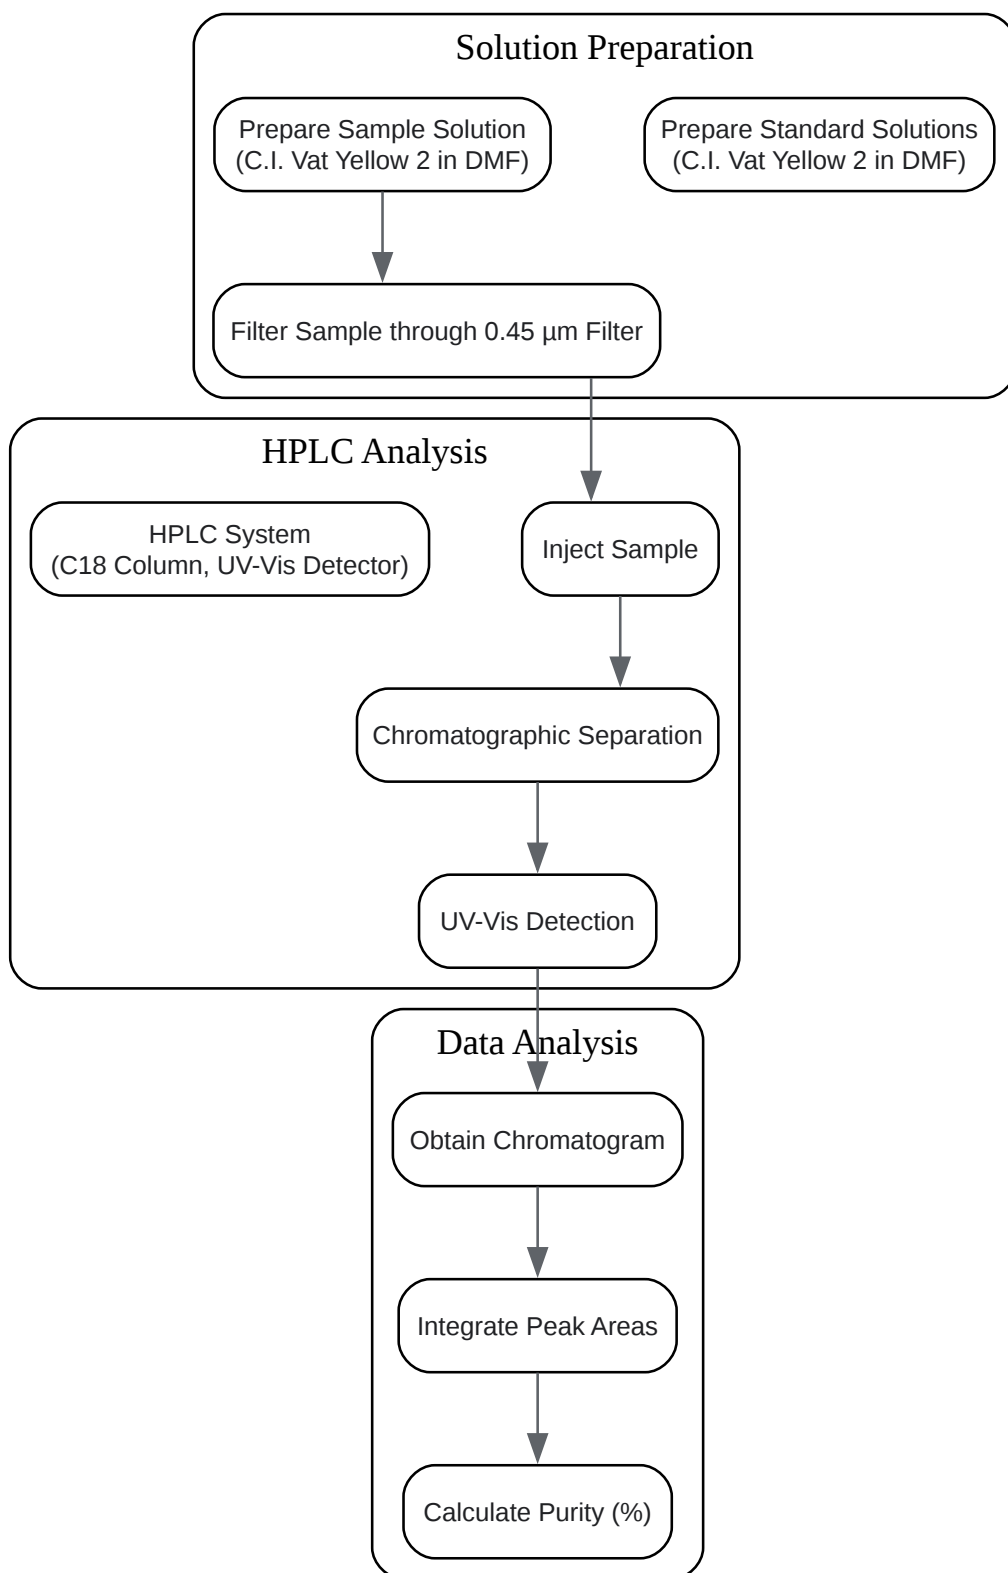 Solution Preparation
Prepare Sample Solution
(C.I. Vat Yellow 2 in DMF)
Prepare Standard Solutions
(C.I. Vat Yellow 2 in DMF)
Filter Sample through 0.45 µm Filter
HPLC Analysis
HPLC System
(C18 Column, UV-Vis Detector)
Inject Sample
Chromatographic Separation
UV-Vis Detection
Data Analysis
Obtain Chromatogram
Integrate Peak Areas
Calculate Purity (%)